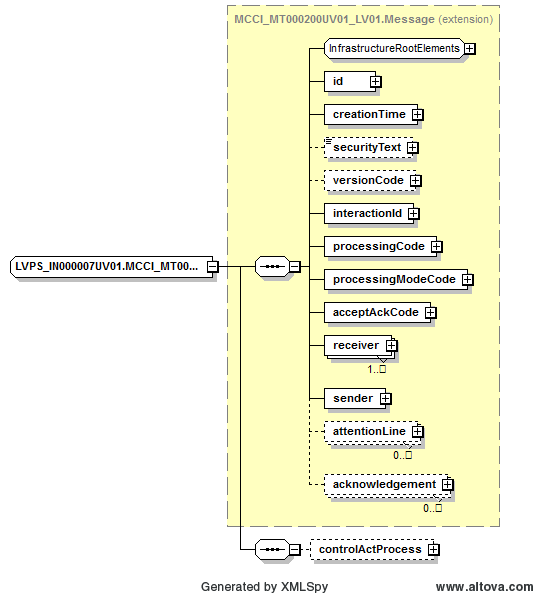 MCCI_MT000200UV01_LV01.Message (extension)
InfrastructureRootElements
id
creationTime
securityText
versionCode
interactionId
processingCode
LVPS_IN000007UV01.MCCI_MT00...
processingModeCode
acceptAckCode
receiver
1..□
sender
attentionLine
0..□
acknowledgement
0..□
controlActProcess
Generated by XMLSpy
www.altova.com